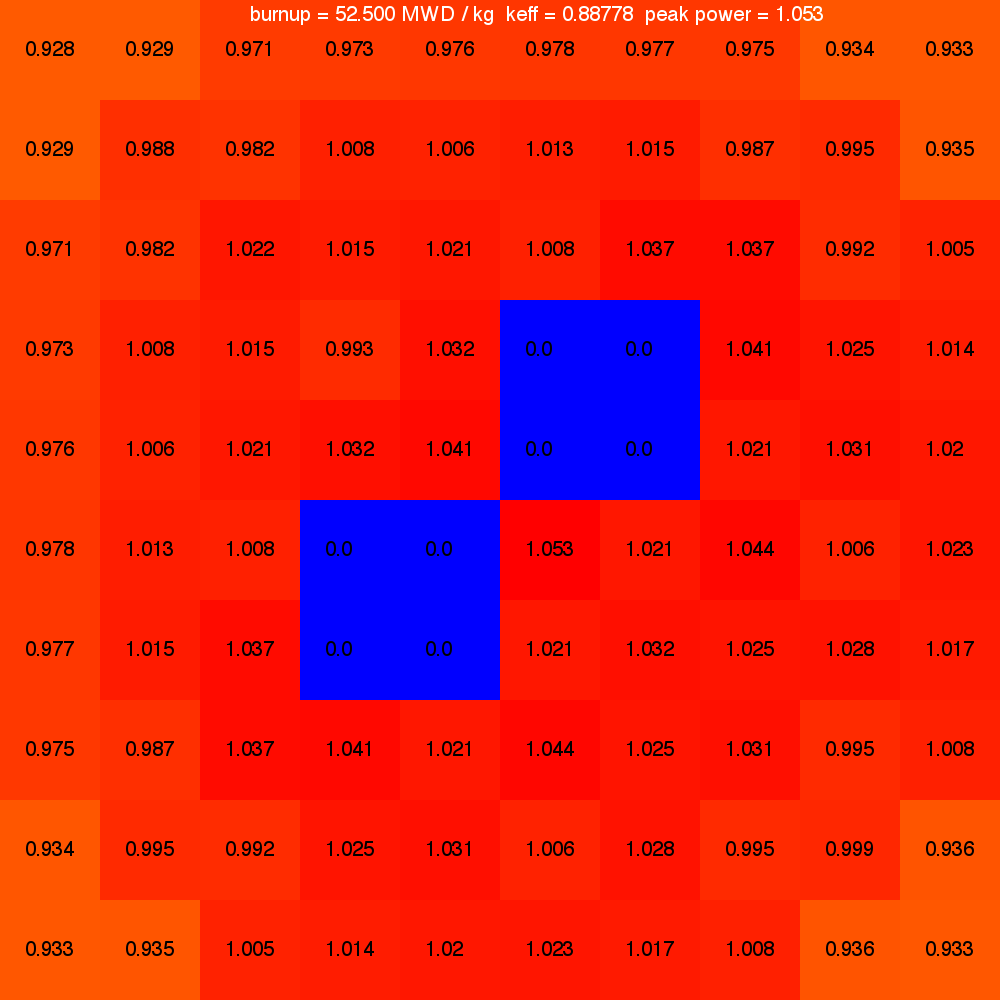 burnup = 52.500 MWD / kg keff = 0.88778 peak power = 1.053
0.928 0.929 0.971 0.973 0.976 0.978 0.977 0.975 0.934 0.933
0.929 0.988 0.982 1.008 1.006 1.013 1.015 0.987 0.995 0.935
0.971 0.982 1.022 1.015 1.021 1.008 1.037 1.037 0.992 1.005
0.973 1.008 1.015 0.993 1.032 0.0 0.0 1.041 1.025 1.014
0.976 1.006 1.021 1.032 1.041 0.0 0.0 1.021 1.031 1.02
0.978 1.013 1.008 0.0 0.0 1.053 1.021 1.044 1.006 1.023
0.977 1.015 1.037 0.0 0.0 1.021 1.032 1.025 1.028 1.017
0.975 0.987 1.037 1.041 1.021 1.044 1.025 1.031 0.995 1.008
0.934 0.995 0.992 1.025 1.031 1.006 1.028 0.995 0.999 0.936
0.933 0.935 1.005 1.014 1.02 1.023 1.017 1.008 0.936 0.933